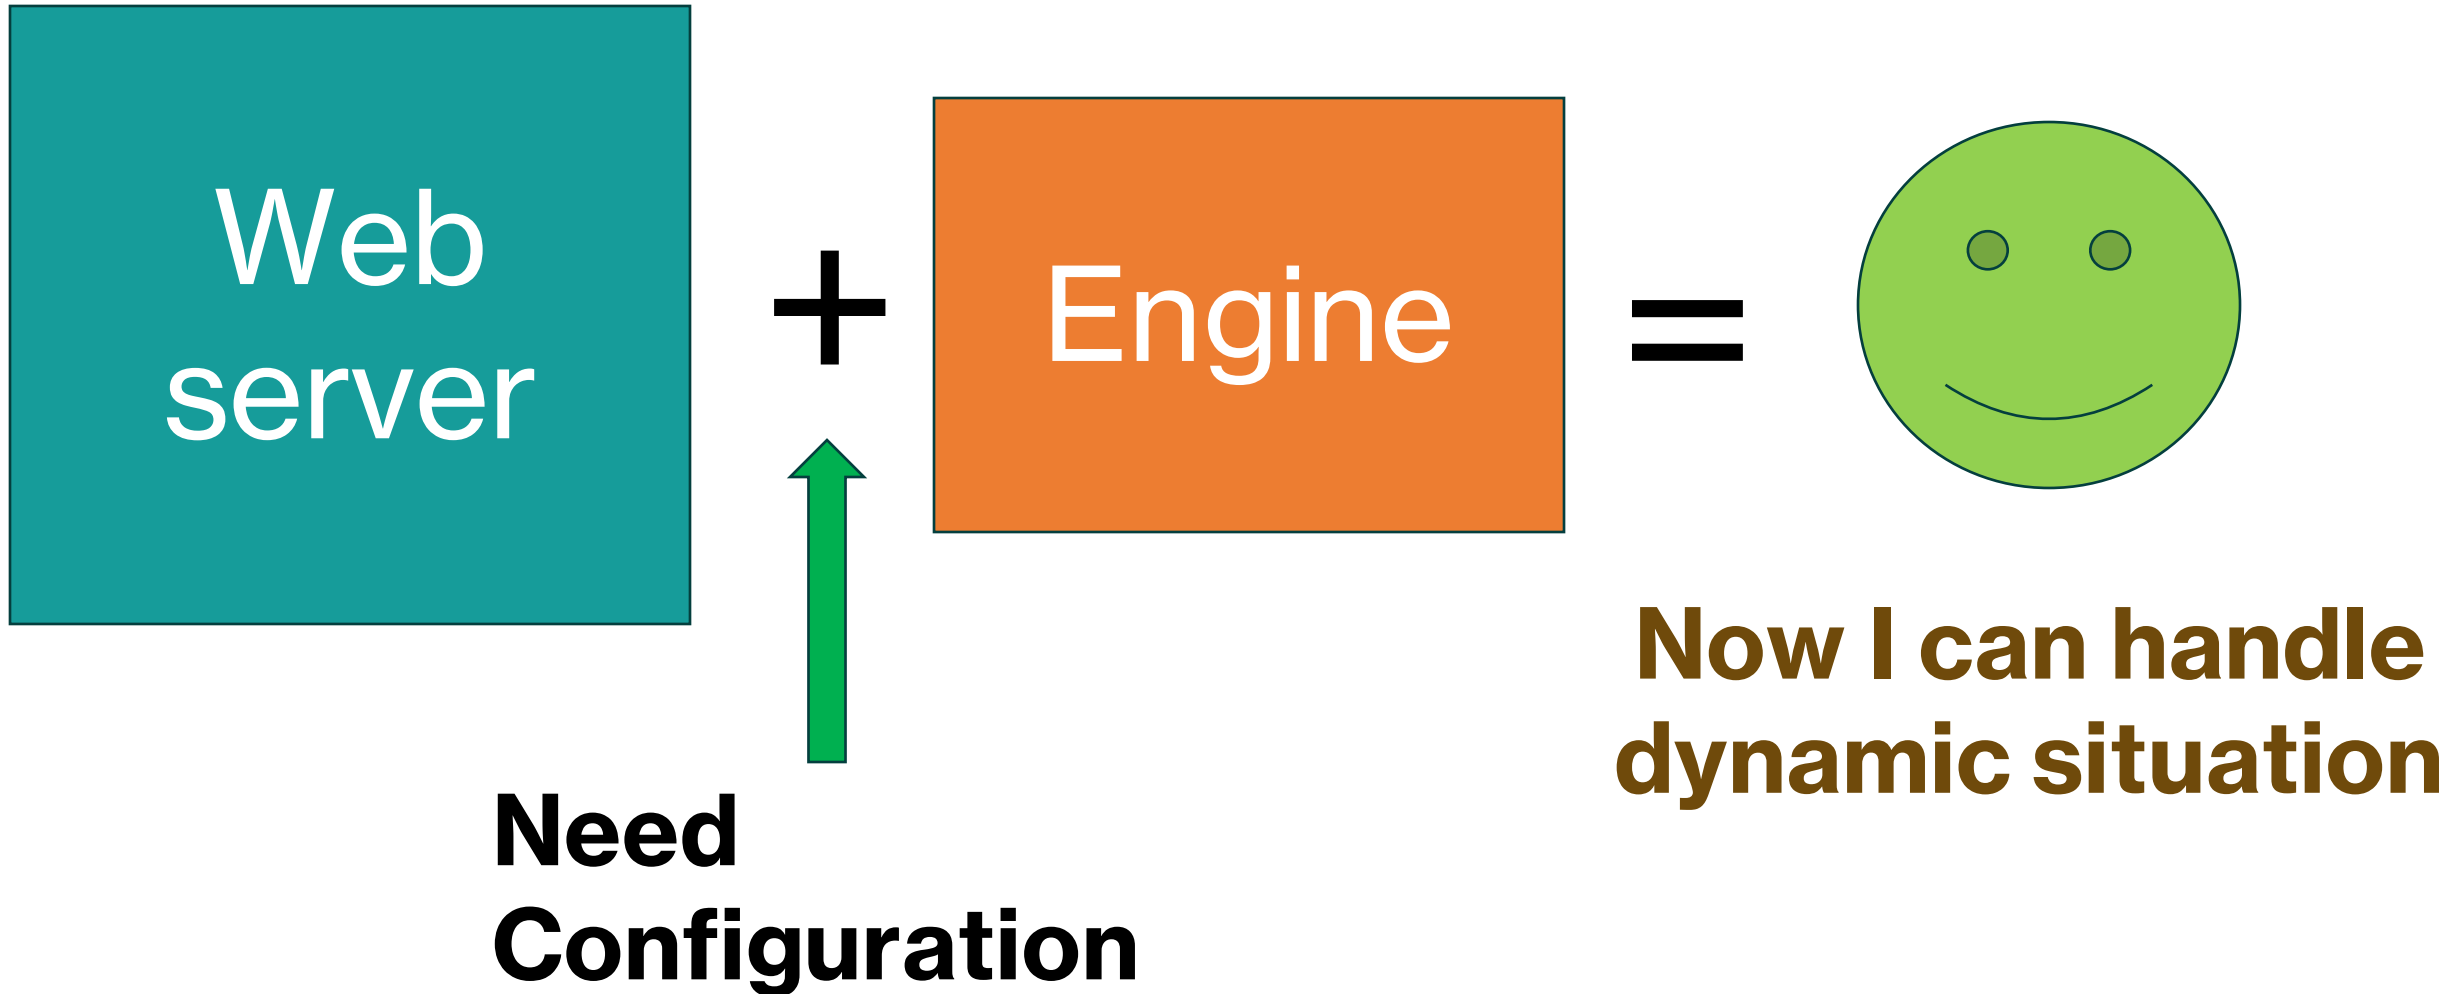 Web
server
+
Engine
=
Now I can handle
dynamic situation
Need
Configuration